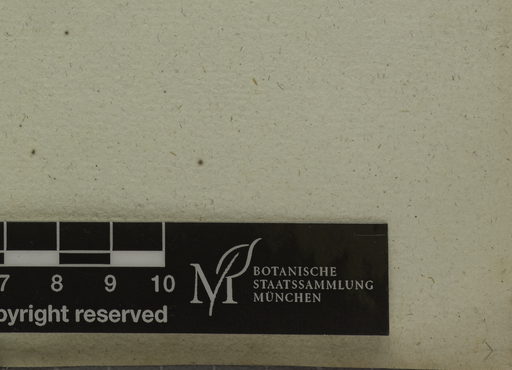 7 8 9 10
pyright reserved
BOTANISCHE
STAATSSAMMLUNG
MÜNCHEN